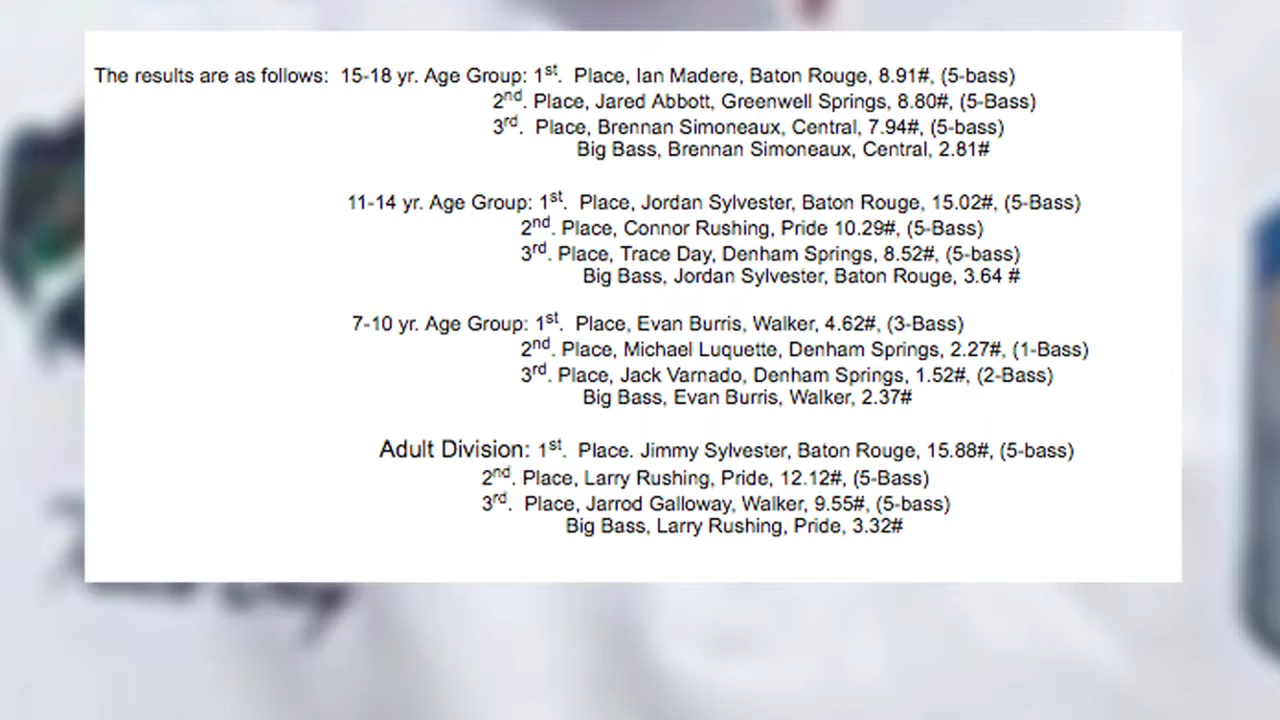 The results are as follows: 15-18 yr. Age Group: 1st. Place, Ian Madere, Baton Rouge, 8.91#, (5-bass)
2nd. Place, Jared Abbott, Greenwell Springs, 8.80#, (5-Bass)
3rd. Place, Brennan Simoneaux, Central, 7.94#, (5-bass)
Big Bass, Brennan Simoneaux, Central, 2.81#
11-14 yr. Age Group: 1st. Place, Jordan Sylvester, Baton Rouge, 15.02#, (5-Bass)
2nd. Place, Connor Rushing, Pride 10.29#, (5-Bass)
3rd. Place, Trace Day, Denham Springs, 8.52#, (5-bass)
Big Bass, Jordan Sylvester, Baton Rouge, 3.64 #
7-10 yr. Age Group: 1st. Place, Evan Burris, Walker, 4.62#, (3-Bass)
2nd. Place, Michael Luquette, Denham Springs, 2.27#, (1-Bass)
3rd. Place, Jack Varnado, Denham Springs, 1.52#, (2-Bass)
Big Bass, Evan Burris, Walker, 2.37#
Adult Division: 1st. Place. Jimmy Sylvester, Baton Rouge, 15.88#, (5-bass)
2nd. Place, Larry Rushing, Pride, 12.12#, (5-Bass)
3rd. Place, Jarrod Galloway, Walker, 9.55#, (5-bass)
Big Bass, Larry Rushing, Pride, 3.32#